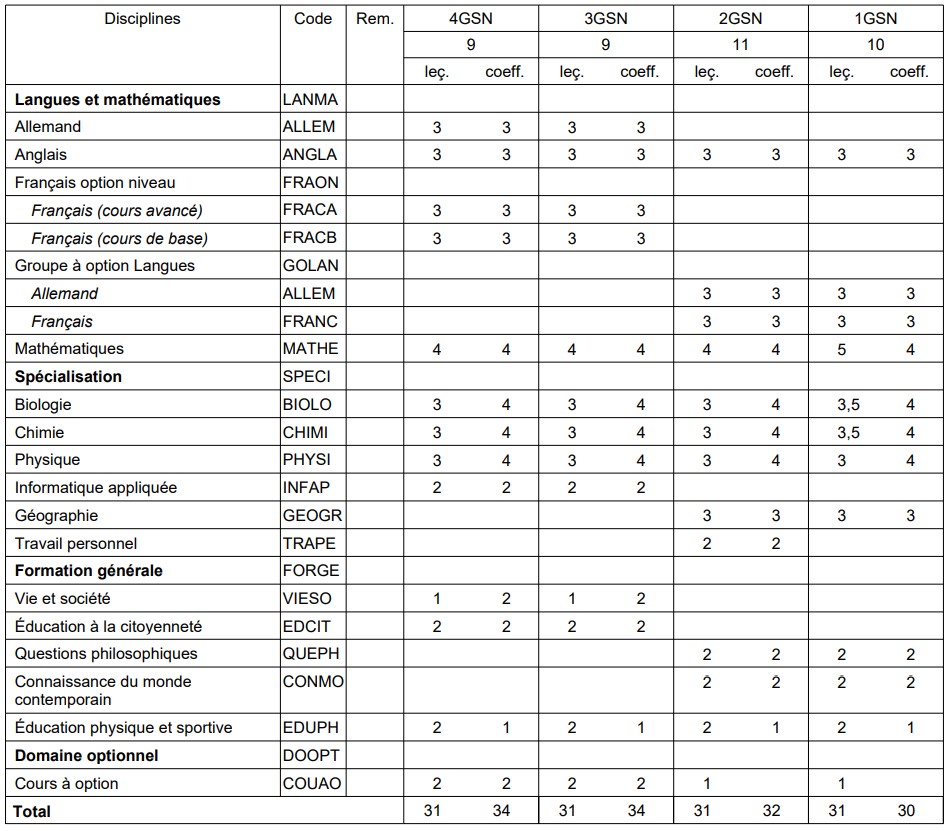 Disciplines Code Rem. 4GSN 3GSN 2GSN 1GSN
9 9 11 10
leç. coeff. leç. coeff. leç. coeff. leç. coeff.
Langues et mathématiques LANMA
Allemand ALLEM 3 3 3 3
Anglais ANGLA 3 3 3 3 3 3 3 3
Français option niveau FRAON
Français (cours avancé) FRACA 3 3 3 3
Français (cours de base) FRACB 3 3 3 3
Groupe à option Langues GOLAN
Allemand ALLEM 3 3 3 3
Français FRANC 3 3 3 3
Mathématiques MATHE 4 4 4 4 4 4 5 4
Spécialisation SPECI
Biologie BIOLO 3 4 3 4 3 4 3,5 4
Chimie CHIMI 3 4 3 4 3 4 3,5 4
Physique PHYSI 3 4 3 4 3 4 3 4
Informatique appliquée INFAP 2 2 2 2
Géographie GEOGR 3 3 3 3
Travail personnel TRAPE 2 2
Formation générale FORGE
Vie et société VIESO 1 2 1 2
Éducation à la citoyenneté EDCIT 2 2 2 2
Questions philosophiques QUEPH 2 2 2 2
Connaissance du monde CONMO 2 2 2 2
contemporain
Éducation physique et sportive EDUPH 2 1 2 1 2 1 2 1
Domaine optionnel DOOPT
Cours à option COUAO 2 2 2 2 1 1
Total 31 34 31 34 31 32 31 30